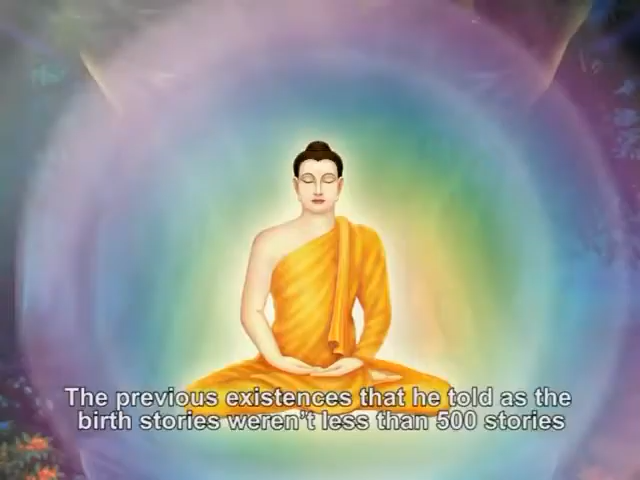 The previous existences that he told as the
birth stories weren"t less than 500 stories